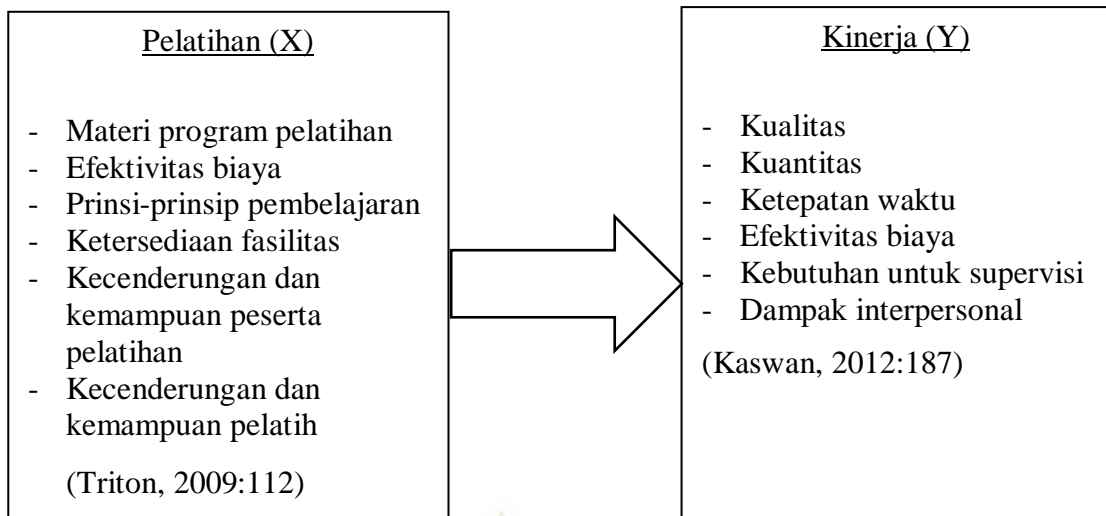 Pelatihan (X)
- Materi program pelatihan
- Efektivitas biaya
- Prinsi-prinsip pembelajaran
- Ketersediaan fasilitas
- Kecenderungan dan
kemampuan peserta
pelatihan
- Kecenderungan dan
kemampuan pelatih
(Triton, 2009:112)
Kinerja (Y)
- Kualitas
- Kuantitas
- Ketepatan waktu
- Efektivitas biaya
- Kebutuhan untuk supervisi
- Dampak interpersonal
(Kaswan, 2012:187)